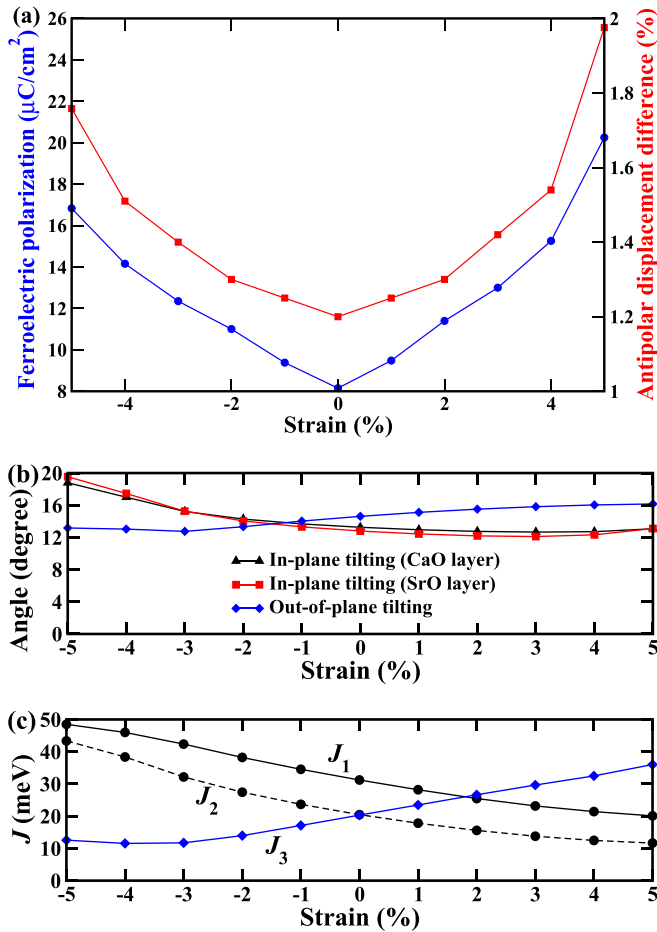 (a)
26
24
22
20
18
16
14
12
10
8
Ferroelectric polarization (μC/cm²)
2
1.8
1.6
1.4
1.2
1
Antipolar displacement difference (%)
-4 -2 0 2 4
Strain (%)
(b)
20
16
12
8
4
0
Angle (degree)
In-plane tilting (CaO layer)
In-plane tilting (SrO layer)
Out-of-plane tilting
-5 -4 -3 -2 -1 0 1 2 3 4 5
Strain (%)
(c)
50
40
30
20
10
0
J (meV)
J₁
J₂
J₃
-5 -4 -3 -2 -1 0 1 2 3 4 5
Strain (%)